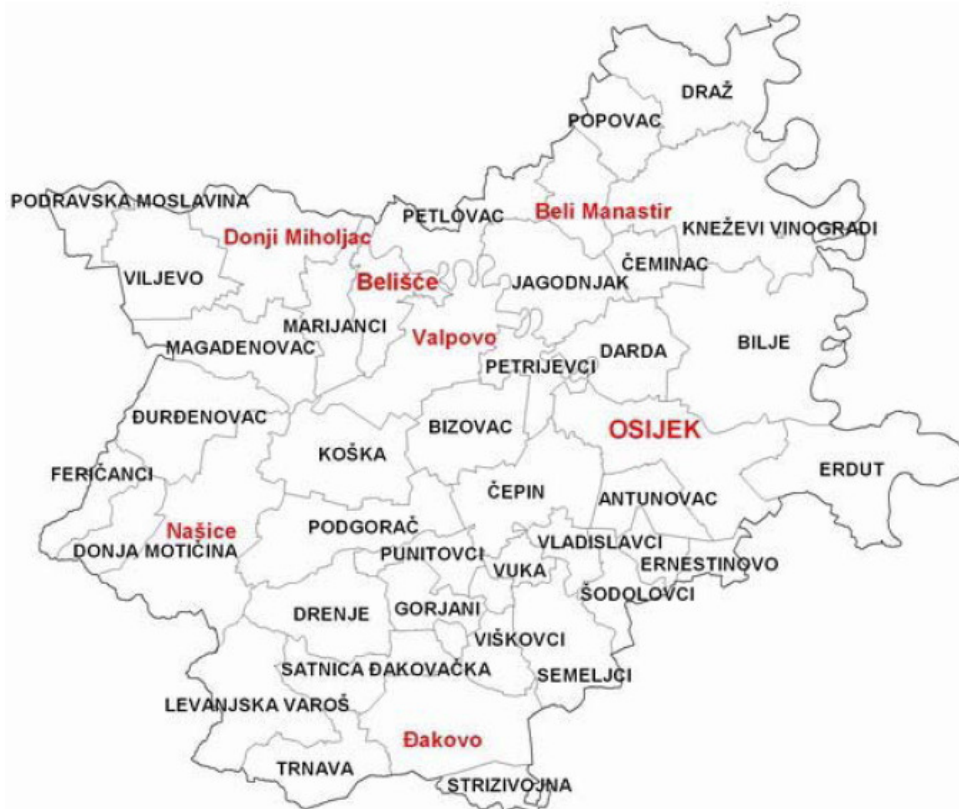 DRAŽ
POPOVAC
PODRAVSKA MOSLAVINA
PETLOVAC
Beli Manastir
KNEŽEVI VINOGRADI
Donji Miholjac
ČEMINAC
VILJEVO
Belišće
JAGODNJAK
MARIJANCI
Valpovo
MAGADENOVAC
DARDA
BILJE
PETRIJEVCI
ĐURĐENOVAC
BIZOVAC
OSIJEK
KOŠKA
FERIČANCI
ERDUT
ČEPIN
ANTUNOVAC
Našice
PODGORAČ
VLADISLAVCI
DONJA MOTIČINA
PUNITOVCI
ERNESTINOVO
VUKA
ŠODOLOVCI
DRENJE
GORJANI
VIŠKOVCI
SATNICA ĐAKOVAČKA
SEMELJCI
LEVANJSKA VAROŠ
Đakovo
TRNAVA
STRIZIVOJNA